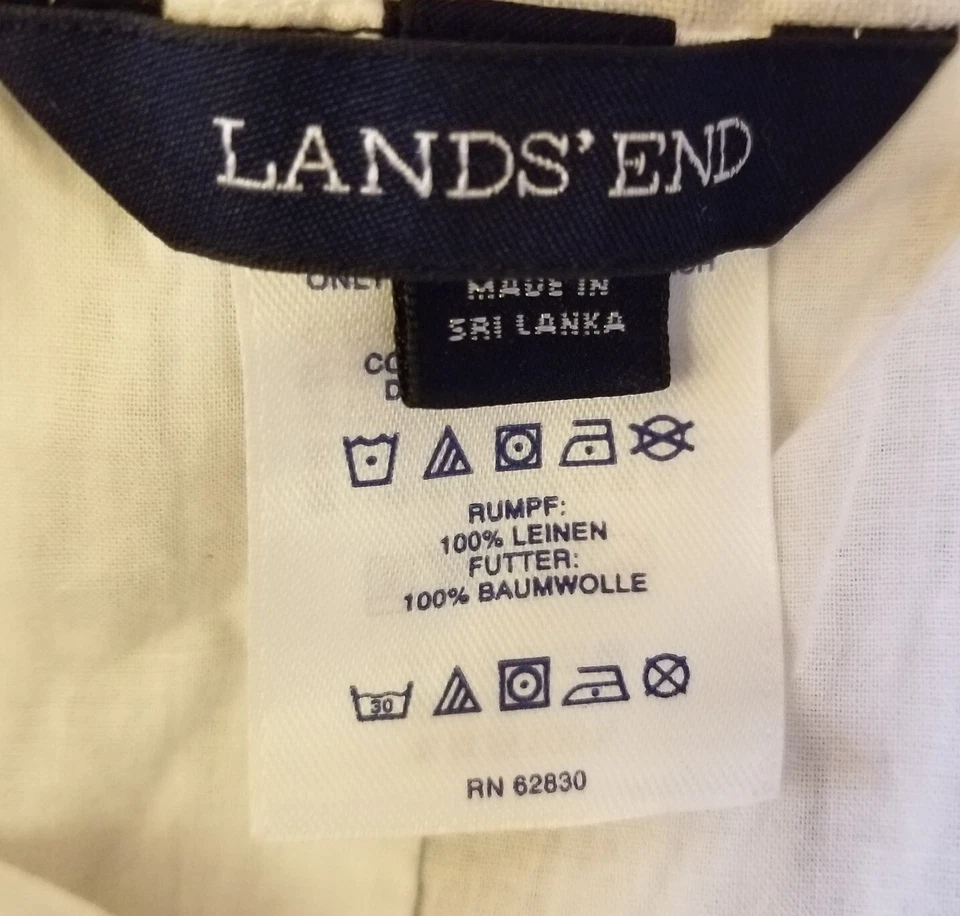 LANDS' END
MADE IN
SRI LANKA
RUMPF:
100% LEINEN
FUTTER:
100% BAUMWOLLE
30
RN 62830